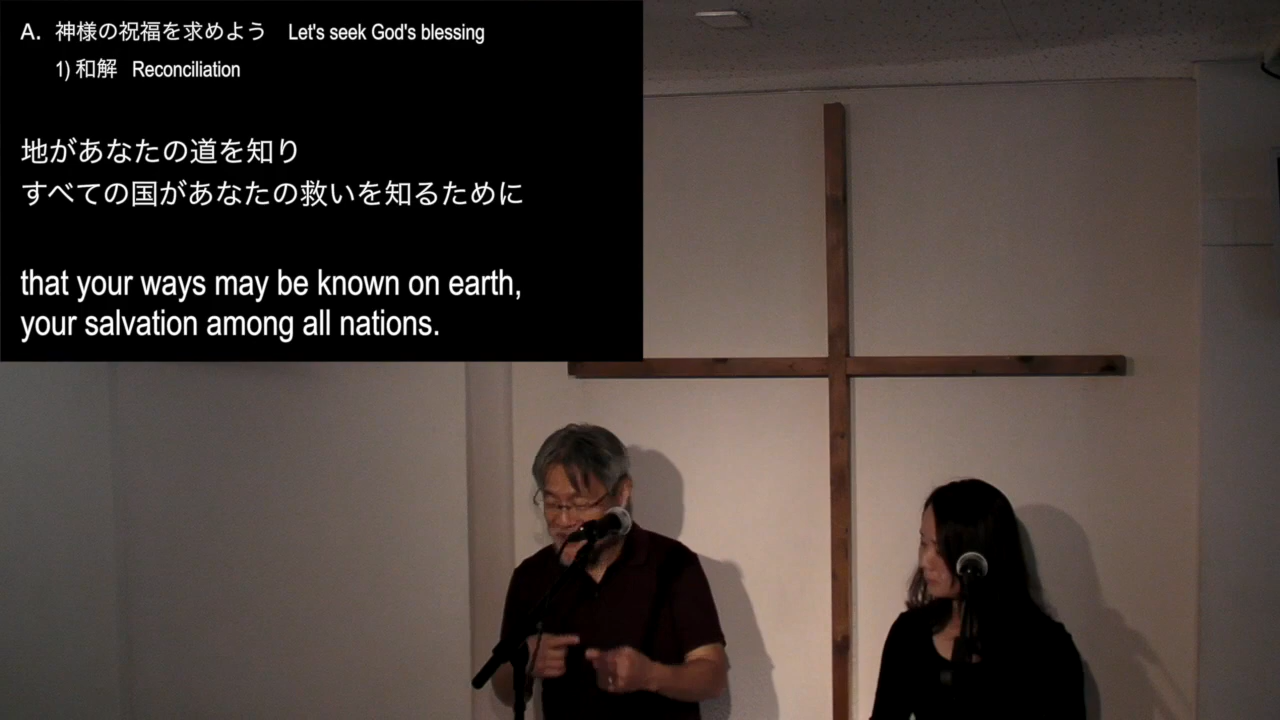 A. 神様の祝福を求めよう Let's seek God's blessing
1) 和解 Reconciliation
地があなたの道を知り
すべての国があなたの救いを知るために
that your ways may be known on earth,
your salvation among all nations.